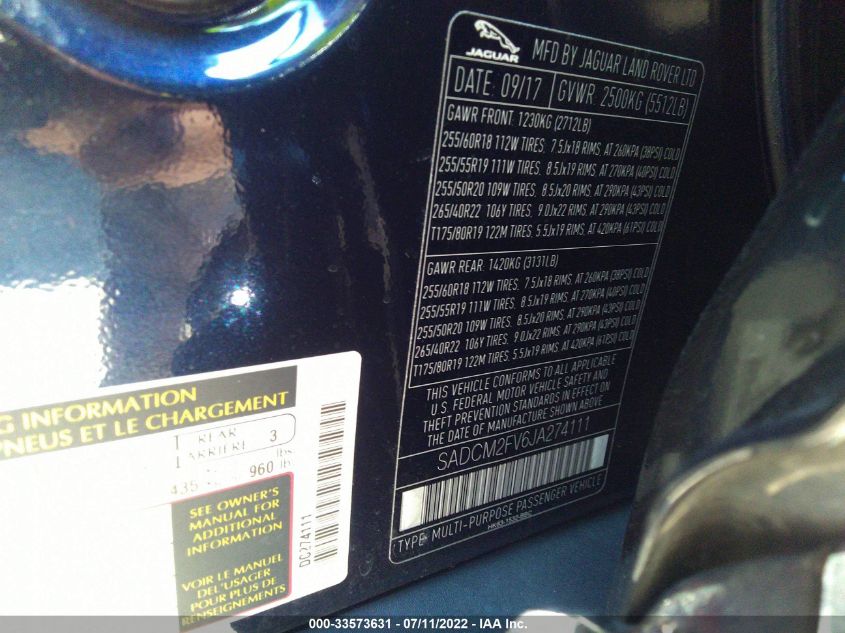 JAGUAR
MFD BY JAGUAR LAND ROVER LTD
DATE: 09/17
GVWR: 2500KG (5512LB)
GAWR FRONT: 1230KG (2712LB)
255/60R18 112W TIRES, 7.5Jx18 RIMS, AT 260KPA (38PSI) COLD
255/55R19 111W TIRES, 8.5Jx19 RIMS, AT 270KPA (40PSI) COLD
255/50R20 109W TIRES, 8.5Jx20 RIMS, AT 290KPA (43PSI) COLD
265/40R22 106Y TIRES, 9.0Jx22 RIMS, AT 290KPA (43PSI) COLD
T175/80R19 122M TIRES, 5.5Jx19 RIMS, AT 420KPA (61PSI) COLD
GAWR REAR: 1420KG (3131LB)
255/60R18 112W TIRES, 7.5Jx18 RIMS, AT 260KPA (38PSI) COLD
255/55R19 111W TIRES, 8.5Jx19 RIMS, AT 270KPA (40PSI) COLD
255/50R20 109W TIRES, 8.5Jx20 RIMS, AT 290KPA (43PSI) COLD
265/40R22 106Y TIRES, 9.0Jx22 RIMS, AT 290KPA (43PSI) COLD
T175/80R19 122M TIRES, 5.5Jx19 RIMS, AT 420KPA (61PSI) COLD
THIS VEHICLE CONFORMS TO ALL APPLICABLE
U.S. FEDERAL MOTOR VEHICLE SAFETY AND
THEFT PREVENTION STANDARDS IN EFFECT ON
THE DATE OF MANUFACTURE SHOWN ABOVE
SADCM2FV6JA274111
TYPE: MULTI-PURPOSE PASSENGER VEHICLE
G INFORMATION
PNEUS ET LE CHARGEMENT
REAR 3
ARRIÈRE
lbs
435 960 lb
SEE OWNER'S
MANUAL FOR
ADDITIONAL
INFORMATION
VOIR LE MANUEL
DEL'USAGER
POUR PLUS DE
RENSEIGNEMENTS
DC274111
000-33573631 - 07/11/2022 - IAA Inc.